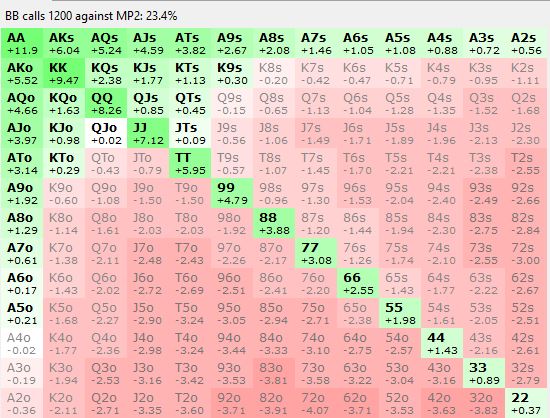 BB calls 1200 against MP2: 23.4%
AA AKs AQs AJs ATs A9s A8s A7s A6s A5s A4s A3s A2s
+11.9 +6.04 +5.24 +4.59 +3.82 +2.67 +2.08 +1.46 +1.05 +1.08 +0.88 +0.72 +0.56
AKo KK KQs KJs KTs K9s K8s K7s K6s K5s K4s K3s K2s
+5.52 +9.47 +2.38 +1.77 +1.13 +0.30 -0.20 -0.42 -0.47 -0.71 -0.79 -0.95 -1.11
AQo KQo QQ QJs QTs Q9s Q8s Q7s Q6s Q5s Q4s Q3s Q2s
+4.66 +1.63 +8.26 +0.85 +0.45 -0.15 -0.65 -1.13 -1.04 -1.28 -1.35 -1.52 -1.68
AJo KJo QJo JJ JTs J9s J8s J7s J6s J5s J4s J3s J2s
+3.97 +0.98 +0.02 +7.12 +0.09 -0.56 -1.06 -1.49 -1.71 -1.89 -1.96 -2.13 -2.30
ATo KTo QTo JTo TT T9s T8s T7s T6s T5s T4s T3s T2s
+3.14 +0.29 -0.43 -0.79 +5.95 -0.57 -1.07 -1.45 -1.70 -2.21 -2.21 -2.38 -2.55
A9o K9o Q9o J9o T9o 99 98s 97s 96s 95s 94s 93s 92s
+1.92 -0.60 -1.08 -1.50 -1.50 +4.79 -0.96 -1.30 -1.53 -2.04 -2.40 -2.49 -2.66
A8o K8o Q8o J8o T8o 98o 88 87s 86s 85s 84s 83s 82s
+1.29 -1.14 -1.61 -2.03 -2.03 -1.92 +3.88 -1.20 -1.44 -1.94 -2.30 -2.75 -2.84
A7o K7o Q7o J7o T7o 97o 87o 77 76s 75s 74s 73s 72s
+0.61 -1.38 -2.11 -2.48 -2.43 -2.26 -2.17 +3.08 -1.26 -1.74 -2.10 -2.55 -3.00
A6o K6o Q6o J6o T6o 96o 86o 76o 66 65s 64s 63s 62s
+0.17 -1.43 -2.02 -2.72 -2.69 -2.51 -2.41 -2.20 +2.55 -1.43 -1.77 -2.22 -2.67
A5o K5o Q5o J5o T5o 95o 85o 75o 65o 55 54s 53s 52s
+0.21 -1.68 -2.27 -2.90 -3.24 -3.05 -2.94 -2.71 -2.38 +1.98 -1.61 -2.05 -2.51
A4o K4o Q4o J4o T4o 94o 84o 74o 64o 54o 44 43s 42s
-0.02 -1.77 -2.36 -2.98 -3.24 -3.44 -3.33 -3.10 -2.75 -2.57 +1.43 -2.16 -2.61
A3o K3o Q3o J3o T3o 93o 83o 73o 63o 53o 43o 33 32s
-0.19 -1.94 -2.53 -3.16 -3.42 -3.53 -3.81 -3.58 -3.22 -3.04 -3.16 +0.89 -2.79
A2o K2o Q2o J2o T2o 92o 82o 72o 62o 52o 42o 32o 22
-0.36 -2.11 -2.71 -3.35 -3.60 -3.71 -3.91 -4.07 -3.71 -3.53 -3.63 -3.83 +0.37